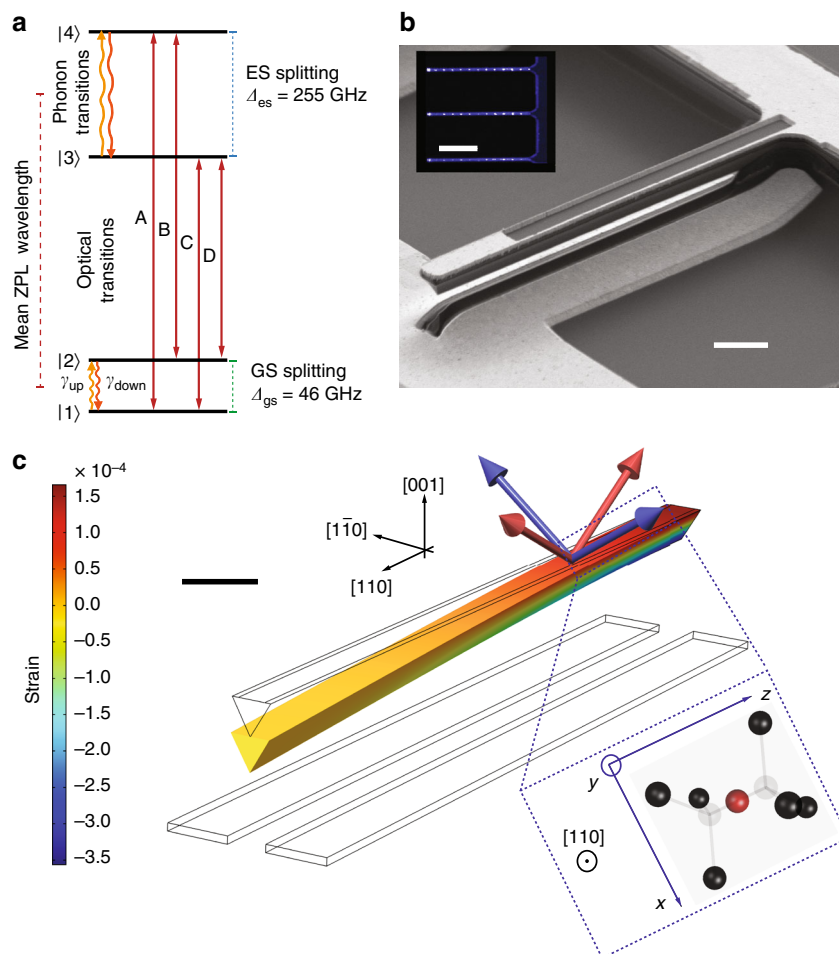 a
|4⟩
Phonon
transitions
ES splitting
Δes = 255 GHz
|3⟩
Mean ZPL wavelength
Optical
transitions
A
B
C
D
|2⟩
γup
γdown
GS splitting
Δgs = 46 GHz
|1⟩
b
c
× 10−4
1.5
1.0
0.5
0.0
−0.5
−1.0
−1.5
−2.0
−2.5
−3.0
−3.5
Strain
[001]
[11̅0]
[110]
z
y
[110]
x